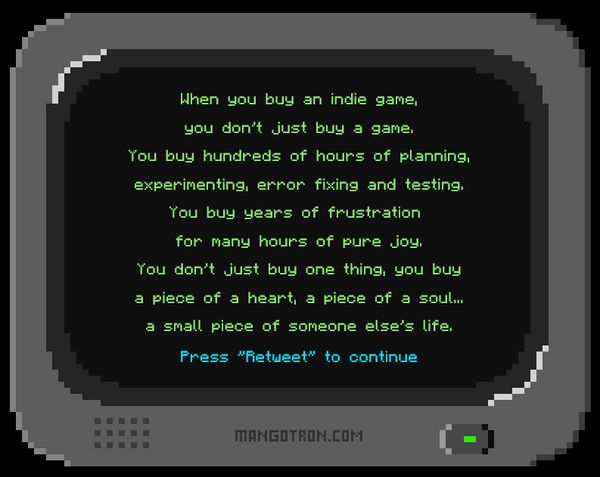 When you buy an indie game,
you don't just buy a game.
You buy hundreds of hours of planning,
experimenting, error fixing and testing.
You buy years of frustration
for many hours of pure joy.
You don't just buy one thing, you buy
a piece of a heart, a piece of a soul...
a small piece of someone else's life.
Press "Retweet" to continue
MANGOTRON.COM